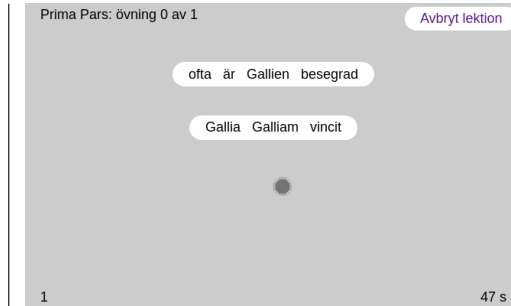 Prima Pars: övning 0 av 1
Avbryt lektion
ofta är Gallien besegrad
Gallia Galliam vincit
1
47 s